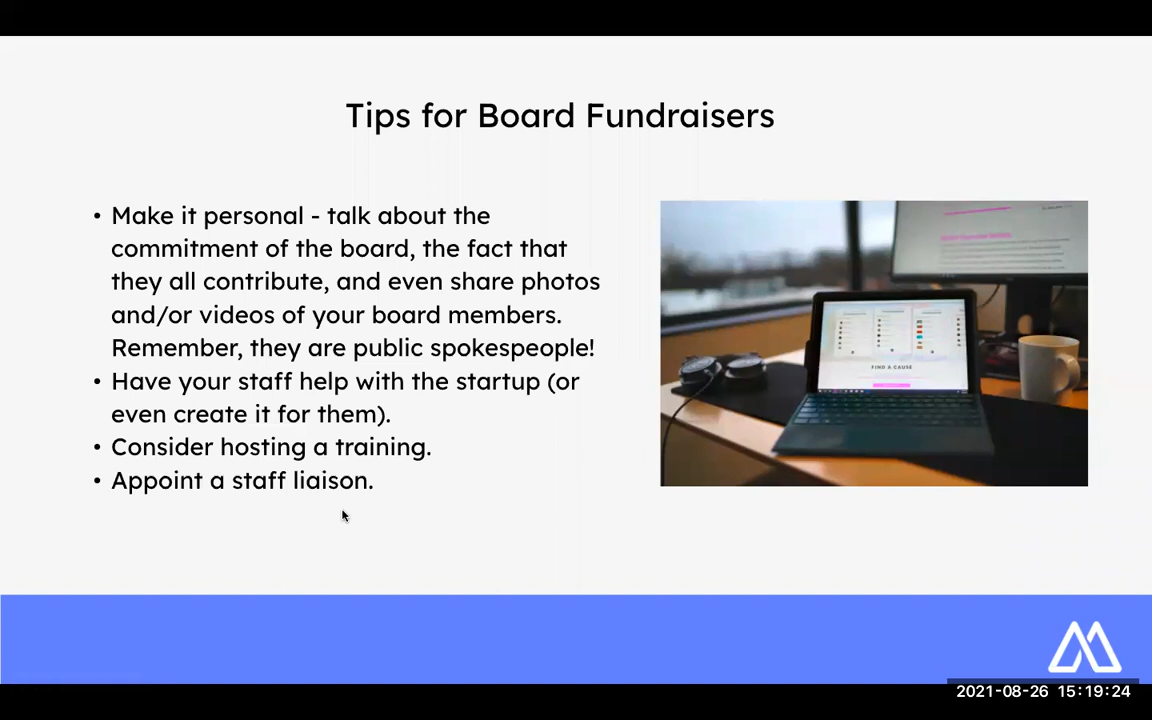 Tips for Board Fundraisers
• Make it personal - talk about the
commitment of the board, the fact that
they all contribute, and even share photos
and/or videos of your board members.
Remember, they are public spokespeople!
• Have your staff help with the startup (or
even create it for them).
• Consider hosting a training.
• Appoint a staff liaison.
FIND A CAUSE
2021-08-26 15:19:24